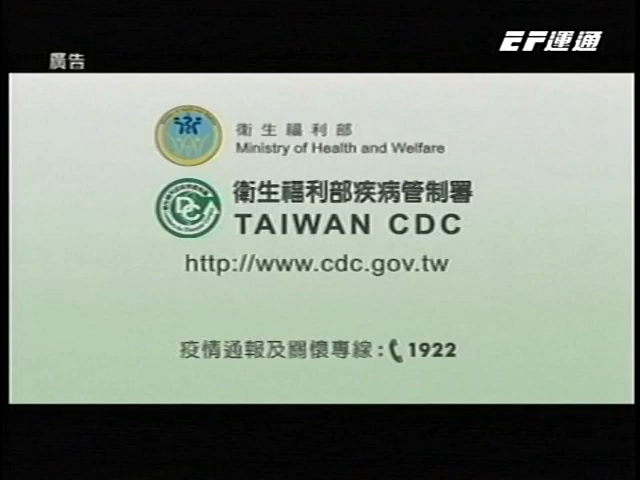 EF運通
廣告
衛生福利部
Ministry of Health and Welfare
衛生福利部疾病管制署
TAIWAN CDC
http://www.cdc.gov.tw
疫情通報及關懷專線:1922